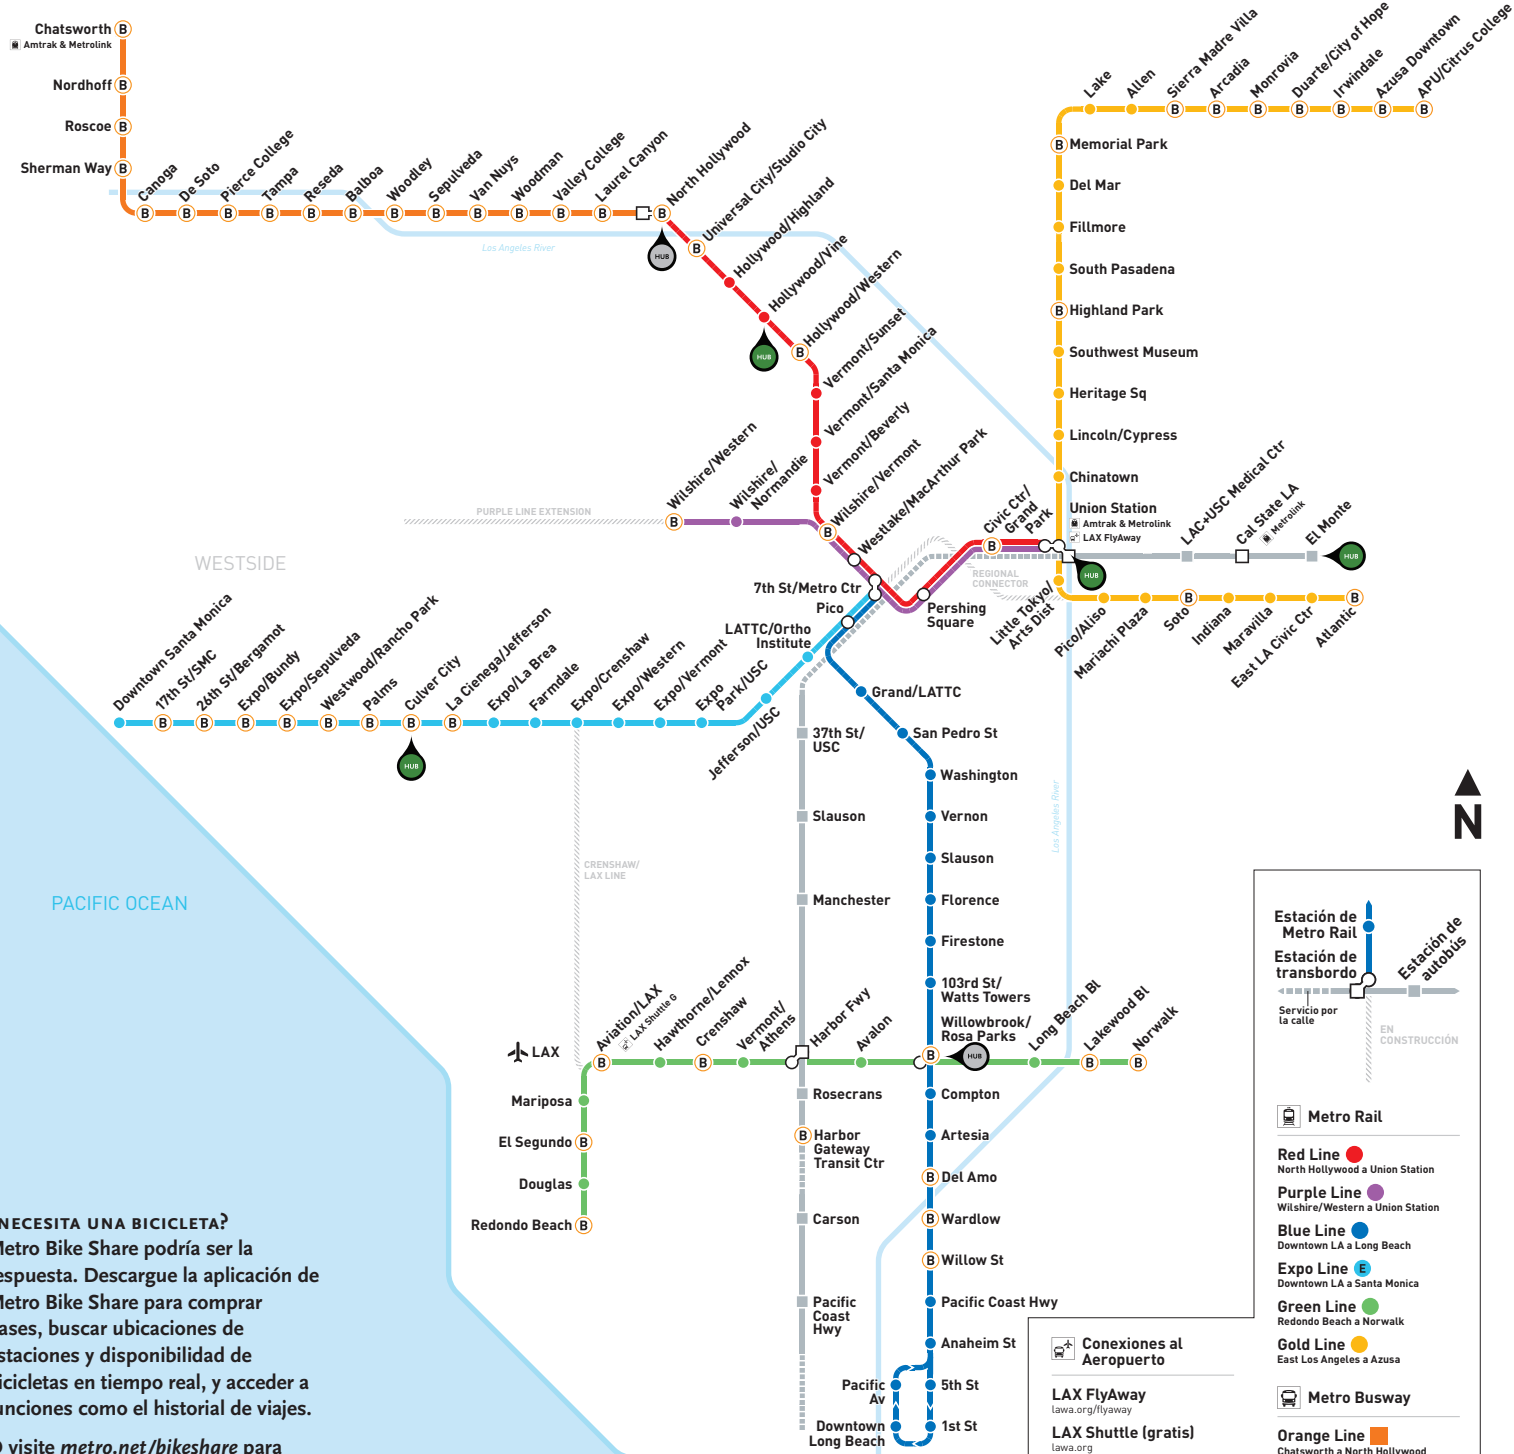 Chatsworth
Amtrak & Metrolink
Nordhoff
Roscoe
Sherman Way
Canoga
De Soto
Pierce College
Tampa
Reseda
Balboa
Woodley
Sepulveda
Van Nuys
Woodman
Valley College
Laurel Canyon
North Hollywood
HUB
Universal City/Studio City
Hollywood/Highland
Hollywood/Vine
HUB
Hollywood/Western
Vermont/Sunset
Vermont/Santa Monica
Vermont/Beverly
Wilshire/Vermont
Westlake/MacArthur Park
Los Angeles River
Wilshire/Western
Wilshire/
Normandie
PURPLE LINE EXTENSION
WESTSIDE
7th St/Metro Ctr
Pico
LATTC/Ortho
Institute
Pershing
Square
Civic Ctr/
Grand
Park
REGIONAL
CONNECTOR
Lake
Allen
Sierra Madre Villa
Arcadia
Monrovia
Duarte/City of Hope
Irwindale
Azusa Downtown
APU/Citrus College
Memorial Park
Del Mar
Fillmore
South Pasadena
Highland Park
Southwest Museum
Heritage Sq
Lincoln/Cypress
Chinatown
Union Station
Amtrak & Metrolink
LAX FlyAway
HUB
LAC+USC Medical Ctr
Cal State LA
Metrolink
El Monte
HUB
Little Tokyo/
Arts Dist
Pico/Aliso
Mariachi Plaza
Soto
Indiana
Maravilla
East LA Civic Ctr
Atlantic
Downtown Santa Monica
17th St/SMC
26th St/Bergamot
Expo/Bundy
Expo/Sepulveda
Westwood/Rancho Park
Palms
Culver City
HUB
La Cienega/Jefferson
Expo/La Brea
Farmdale
Expo/Crenshaw
Expo/Western
Expo/Vermont
Expo
Park/USC
Jefferson/USC
CRENSHAW/
LAX LINE
PACIFIC OCEAN
37th St/
USC
Slauson
Manchester
Harbor Fwy
Rosecrans
Harbor
Gateway
Transit Ctr
Carson
Pacific
Coast
Hwy
Grand/LATTC
San Pedro St
Washington
Vernon
Slauson
Florence
Firestone
103rd St/
Watts Towers
Willowbrook/
Rosa Parks
HUB
Compton
Artesia
Del Amo
Wardlow
Willow St
Pacific Coast Hwy
Anaheim St
5th St
1st St
Pacific
Av
Downtown
Long Beach
Los Angeles River
LAX
Aviation/LAX
LAX Shuttle G
Hawthorne/Lennox
Crenshaw
Vermont/
Athens
Avalon
Long Beach Bl
Lakewood Bl
Norwalk
Mariposa
El Segundo
Douglas
Redondo Beach
N
Estación de
Metro Rail
Estación de
transbordo
Estación de
autobús
Servicio por
la calle
EN
CONSTRUCCIÓN
Metro Rail
Red Line
North Hollywood a Union Station
Purple Line
Wilshire/Western a Union Station
Blue Line
Downtown LA a Long Beach
Expo Line E
Downtown LA a Santa Monica
Green Line
Redondo Beach a Norwalk
Gold Line
East Los Angeles a Azusa
Metro Busway
Orange Line
Chatsworth a North Hollywood
Conexiones al
Aeropuerto
LAX FlyAway
lawa.org/flyaway
LAX Shuttle (gratis)
lawa.org
NECESITA UNA BICICLETA?
Metro Bike Share podría ser la
espuesta. Descargue la aplicación de
Metro Bike Share para comprar
ases, buscar ubicaciones de
staciones y disponibilidad de
icicletas en tiempo real, y acceder a
unciones como el historial de viajes.
O visite metro.net/bikeshare para